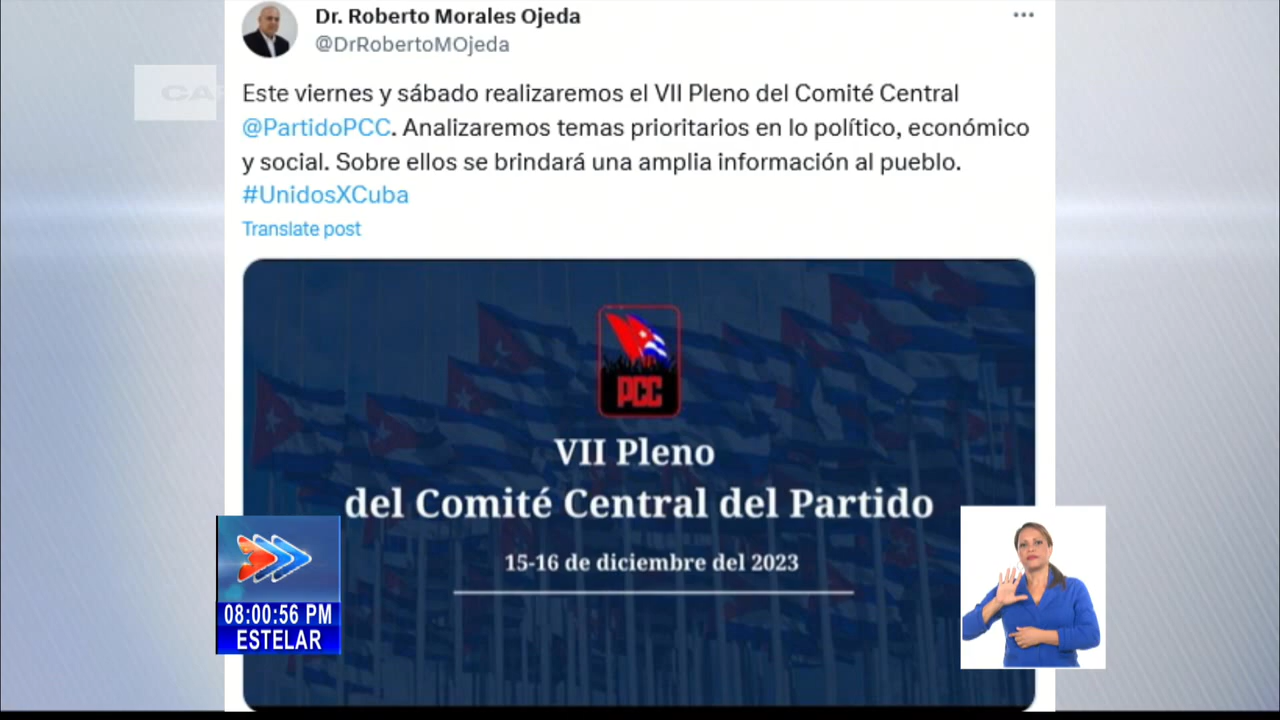 Dr. Roberto Morales Ojeda
@DrRobertoMOjeda
Este viernes y sábado realizaremos el VII Pleno del Comité Central
@PartidoPCC. Analizaremos temas prioritarios en lo político, económico
y social. Sobre ellos se brindará una amplia información al pueblo.
#UnidosXCuba
Translate post
PCC
VII Pleno
del Comité Central del Partido
15-16 de diciembre del 2023
08:00:56 PM
ESTELAR